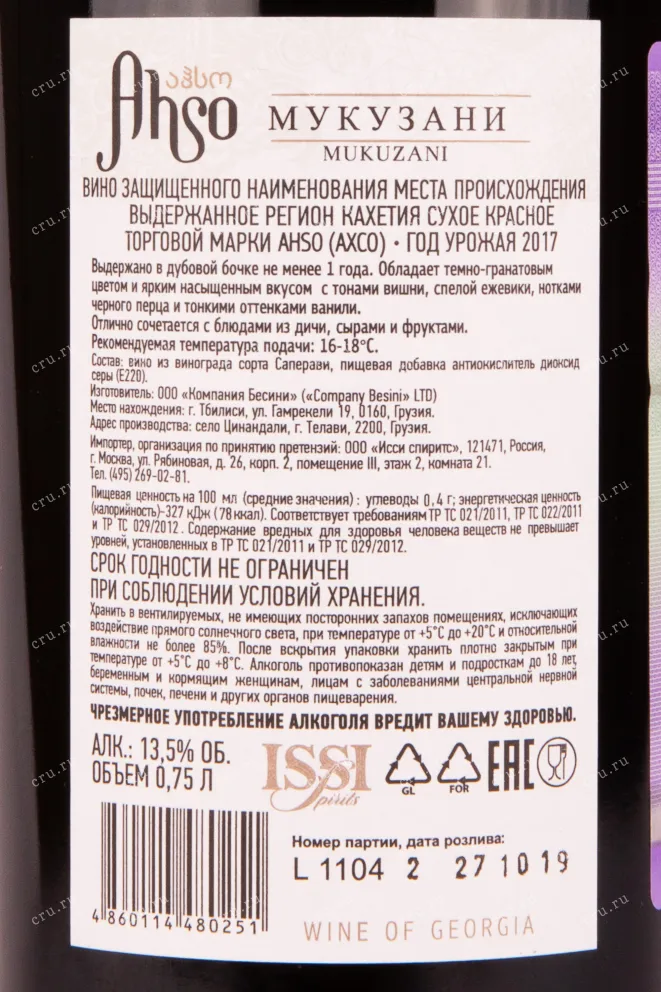 აჰსო
Ahso
МУКУЗАНИ
MUKUZANI
ВИНО ЗАЩИЩЕННОГО НАИМЕНОВАНИЯ МЕСТА ПРОИСХОЖДЕНИЯ
ВЫДЕРЖАННОЕ РЕГИОН КАХЕТИЯ СУХОЕ КРАСНОЕ
ТОРГОВОЙ МАРКИ AHSO (АХСО) • ГОД УРОЖАЯ 2017
Выдержано в дубовой бочке не менее 1 года. Обладает темно-гранатовым
цветом и ярким насыщенным вкусом с тонами вишни, спелой ежевики, нотками
черного перца и тонкими оттенками ванили.
Отлично сочетается с блюдами из дичи, сырами и фруктами.
Рекомендуемая температура подачи: 16-18°С.
Состав: вино из винограда сорта Саперави, пищевая добавка антиокислитель диоксид
серы (Е220).
Изготовитель: ООО «Компания Бесини» («Company Besini" LTD)
Место нахождения: г. Тбилиси, ул. Гамрекели 19, 0160, Грузия.
Адрес производства: село Цинандали, г. Телави, 2200, Грузия.
Импортер, организация по принятию претензий: ООО «Исси спиритс», 121471, Россия,
г. Москва, ул. Рябиновая, д. 26, корп. 2, помещение III, этаж 2, комната 21.
Тел. (495) 269-02-81.
Пищевая ценность на 100 мл (средние значения) : углеводы 0,4 г; энергетическая ценность
(калорийность)-327 кДж (78 ккал). Соответствует требованиям ТР ТС 021/2011, ТР ТС 022/2011
и ТР ТС 029/2012. Содержание вредных для здоровья человека веществ не превышает
уровней, установленных в ТР ТС 021/2011 и ТР ТС 029/2012.
СРОК ГОДНОСТИ НЕ ОГРАНИЧЕН
ПРИ СОБЛЮДЕНИИ УСЛОВИЙ ХРАНЕНИЯ.
Хранить в вентилируемых, не имеющих посторонних запахов помещениях, исключающих
воздействие прямого солнечного света, при температуре от +5°С до +20°С и относительной
влажности не более 85%. После вскрытия упаковки хранить плотно закрытым при
температуре от +5°С до +8°С. Алкоголь противопоказан детям и подросткам до 18 лет,
беременным и кормящим женщинам, лицам с заболеваниями центральной нервной
системы, почек, печени и других органов пищеварения.
ЧРЕЗМЕРНОЕ УПОТРЕБЛЕНИЕ АЛКОГОЛЯ ВРЕДИТ ВАШЕМУ ЗДОРОВЬЮ.
АЛК.: 13,5% ОБ.
ОБЪЕМ 0,75 Л
ISSI
Spirits
GL
FOR
EAC
Номер партии, дата розлива:
L 1104 2 27 10 19
4 860114 480251
WINE OF GEORGIA
cru.ru